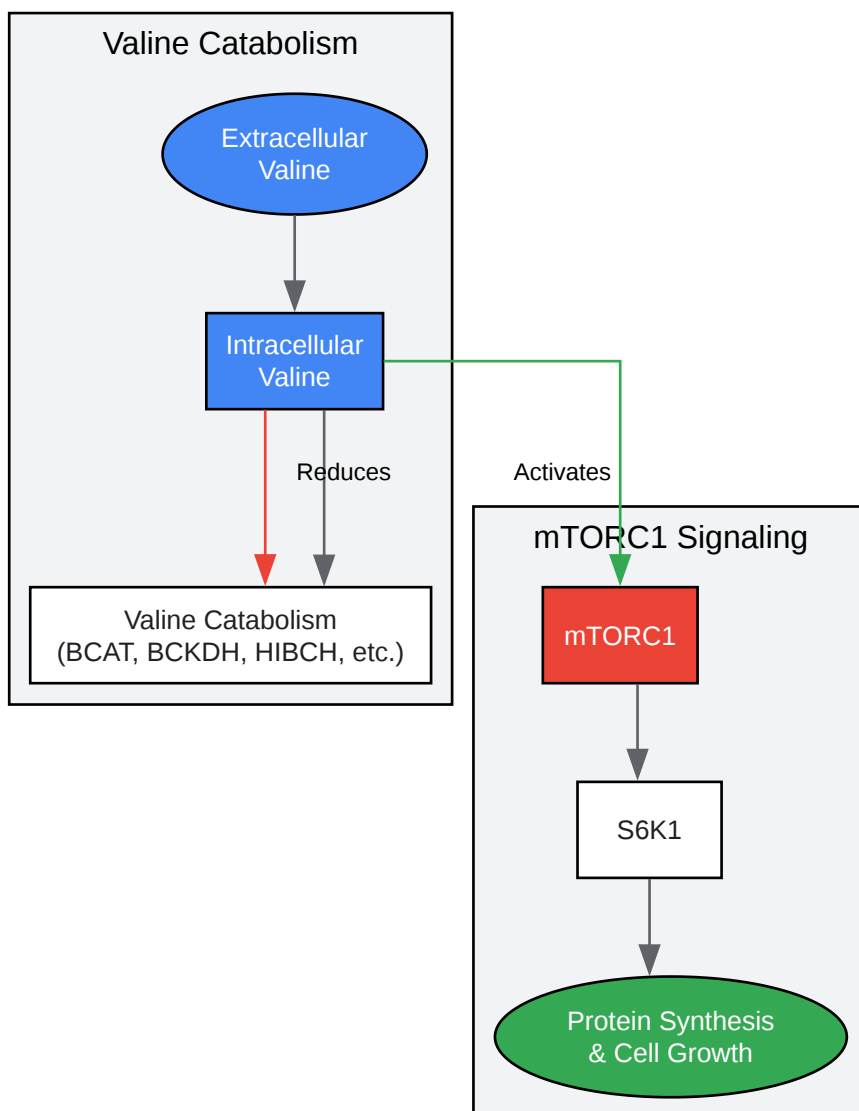 Valine Catabolism
Extracellular
Valine
Intracellular
Valine
Reduces
Activates
Valine Catabolism
(BCAT, BCKDH, HIBCH, etc.)
mTORC1 Signaling
mTORC1
S6K1
Protein Synthesis
& Cell Growth